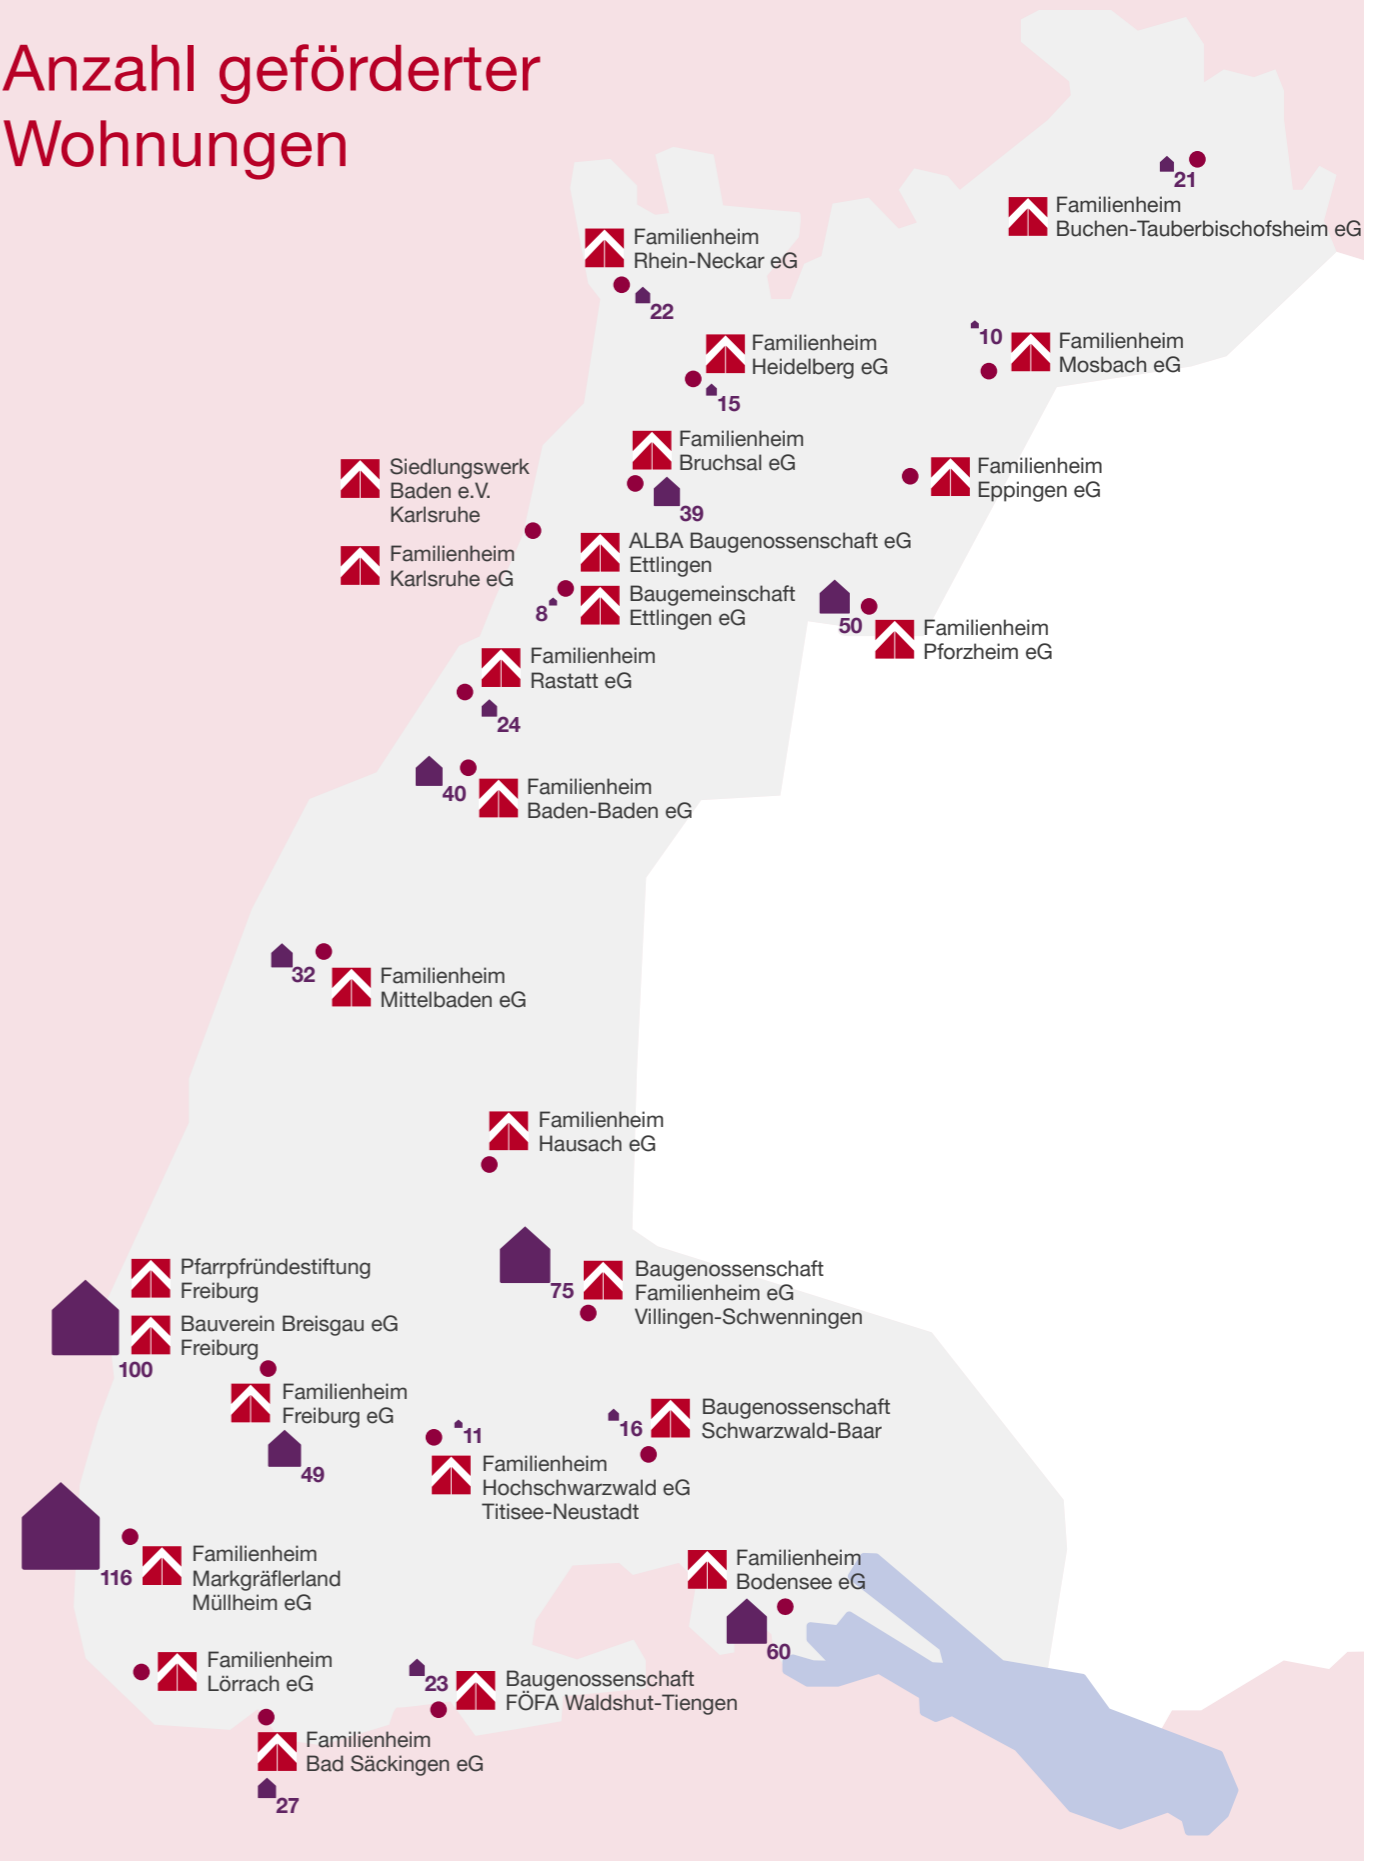 Anzahl geförderter
Wohnungen
21
Familienheim
Buchen-Tauberbischofsheim eG
Familienheim
Rhein-Neckar eG
22
10
Familienheim
Mosbach eG
Familienheim
Heidelberg eG
15
Familienheim
Bruchsal eG
39
Siedlungswerk
Baden e.V.
Karlsruhe
Familienheim
Karlsruhe eG
Familienheim
Eppingen eG
ALBA Baugenossenschaft eG
Ettlingen
Baugemeinschaft
Ettlingen eG
8
50
Familienheim
Pforzheim eG
Familienheim
Rastatt eG
24
40
Familienheim
Baden-Baden eG
32
Familienheim
Mittelbaden eG
Familienheim
Hausach eG
75
Baugenossenschaft
Familienheim eG
Villingen-Schwenningen
Pfarrpfründestiftung
Freiburg
Bauverein Breisgau eG
Freiburg
100
Familienheim
Freiburg eG
49
11
Familienheim
Hochschwarzwald eG
Titisee-Neustadt
16
Baugenossenschaft
Schwarzwald-Baar
116
Familienheim
Markgräflerland
Müllheim eG
Familienheim
Bodensee eG
60
Familienheim
Lörrach eG
23
Baugenossenschaft
FÖFA Waldshut-Tiengen
Familienheim
Bad Säckingen eG
27